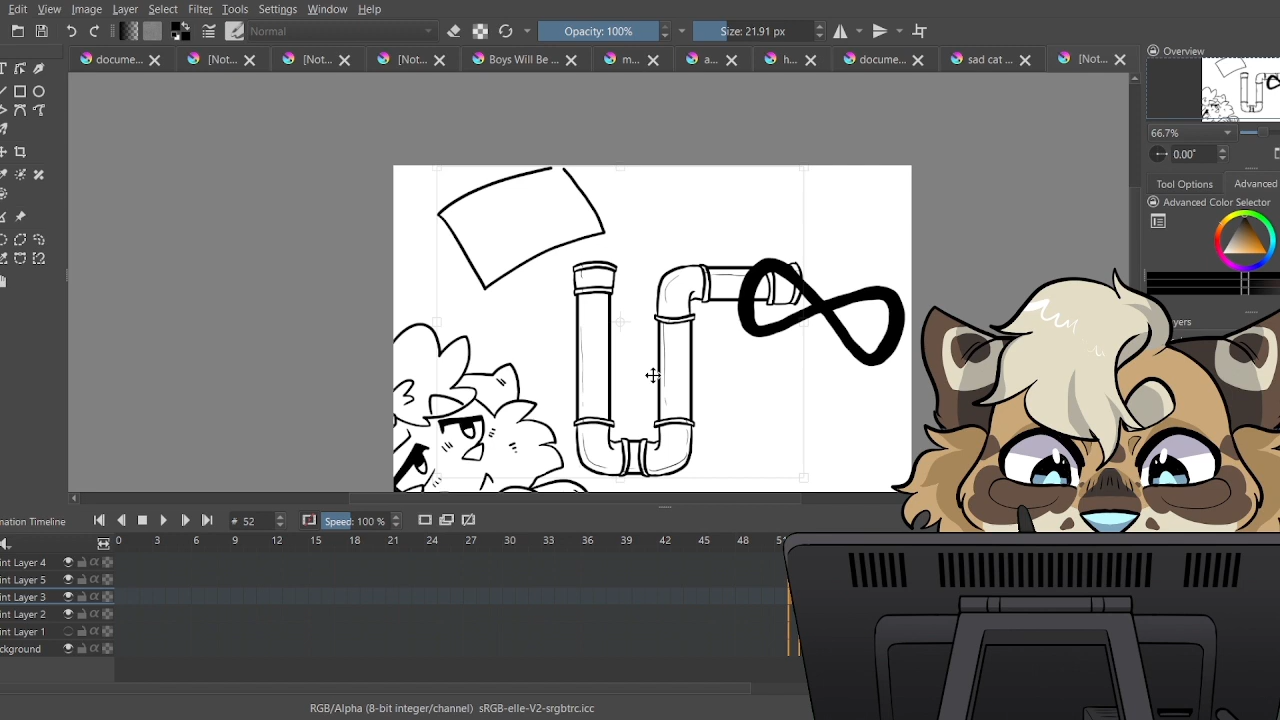 Edit View Image Layer Select Filter Tools Settings Window Help
Normal Opacity: 100% Size: 21.91 px
docume... [Not... [Not... [Not... Boys Will Be ... m... a... h... docume... sad cat ... [Not...
Overview
66.7%
0.00°
Tool Options Advanced
Advanced Color Selector
yers
mation Timeline # 52 Speed: 100 %
0 3 6 9 12 15 18 21 24 27 30 33 36 39 42 45 48 51
int Layer 4
int Layer 5
int Layer 3
int Layer 2
int Layer 1
ckground
RGB/Alpha (8-bit integer/channel) sRGB-elle-V2-srgbtrc.icc